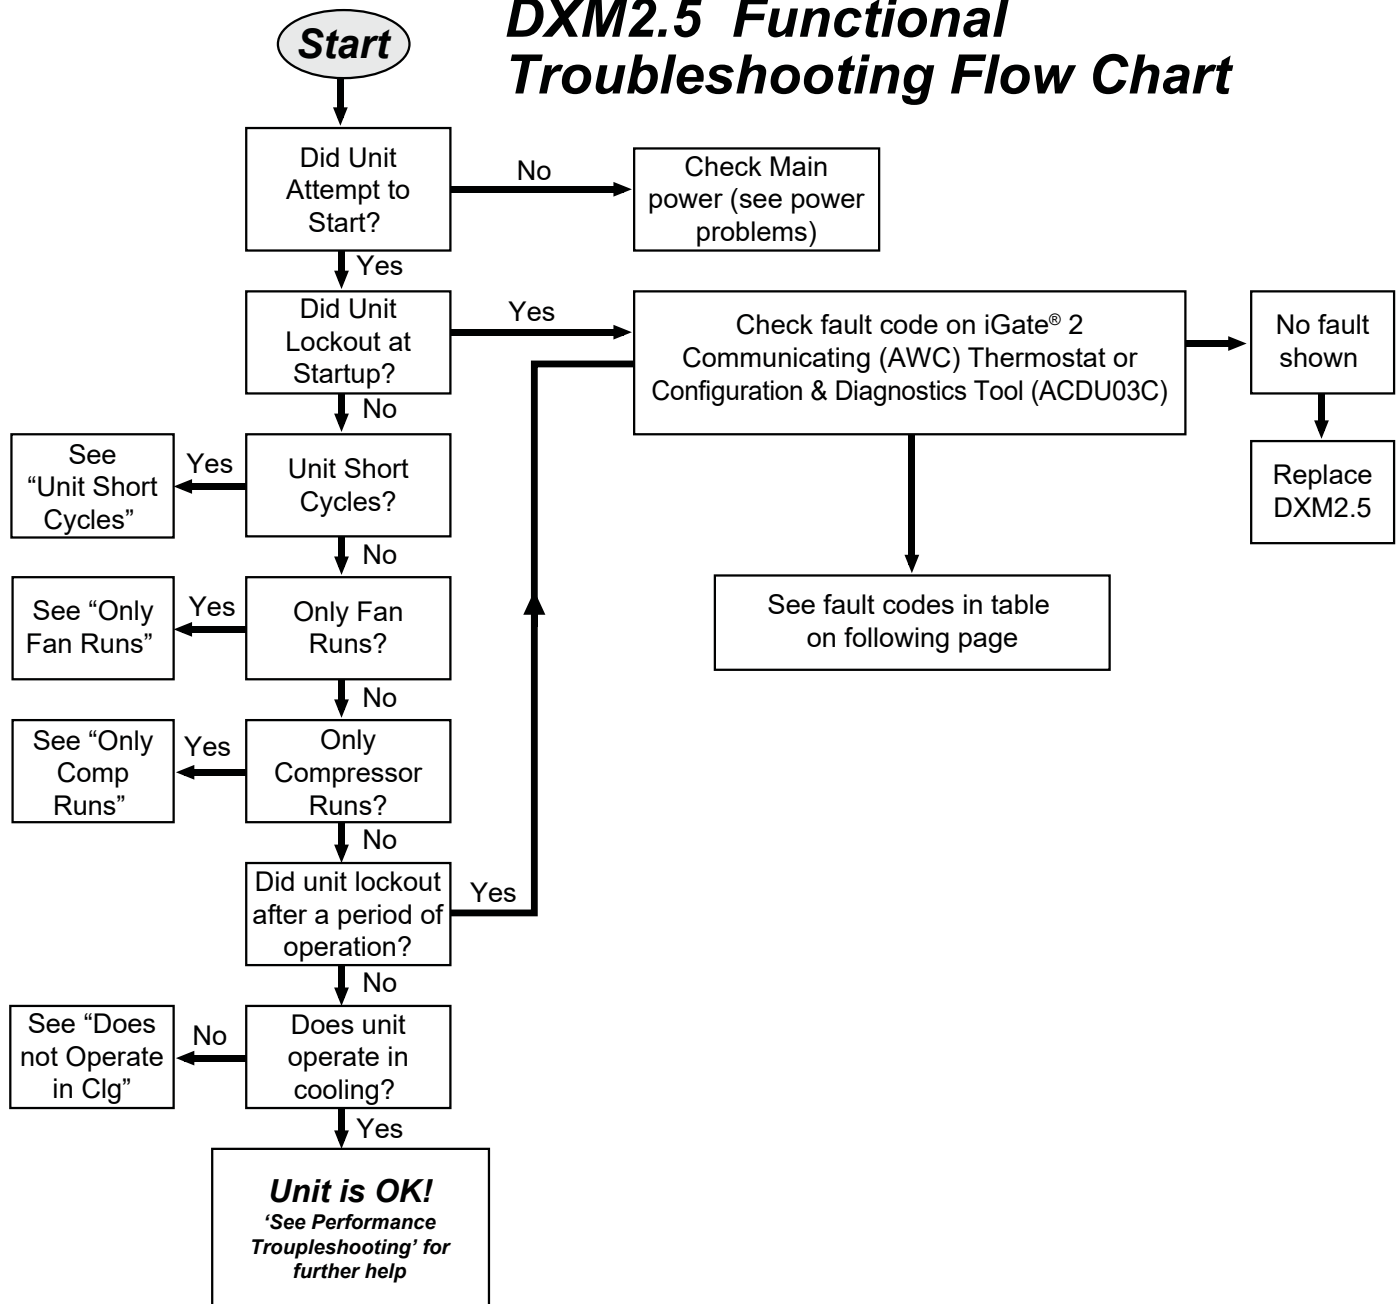 DXM2.5 Functional
Troubleshooting Flow Chart
Start
Did Unit
Attempt to
Start?
No
Check Main
power (see power
problems)
Yes
Did Unit
Lockout at
Startup?
Yes
Check fault code on iGate® 2
Communicating (AWC) Thermostat or
Configuration & Diagnostics Tool (ACDU03C)
No fault
shown
Replace
DXM2.5
See fault codes in table
on following page
No
Unit Short
Cycles?
Yes
See
“Unit Short
Cycles”
No
Only Fan
Runs?
Yes
See “Only
Fan Runs”
No
Only
Compressor
Runs?
Yes
See “Only
Comp
Runs”
No
Did unit lockout
after a period of
operation?
Yes
No
Does unit
operate in
cooling?
No
See “Does
not Operate
in Clg”
Yes
Unit is OK!
‘See Performance
Troupleshooting’ for
further help